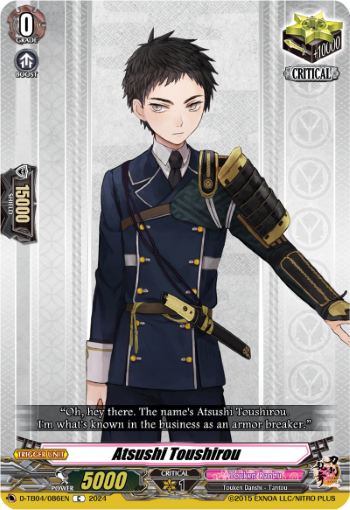 0
GRADE
+10000
CRITICAL
BOOST
15000
SHIELD
“Oh, hey there. The name's Atsushi Toushirou
I'm what's known in the business as an armor breaker.”
TRIGGER UNIT
Atsushi Toushirou
POWER 5000 CRITICAL 1
Touken Ranbu
Touken Danshi - Tantou
D-TB04/086EN C 2024 ©2015 EXNOA LLC/NITRO PLUS